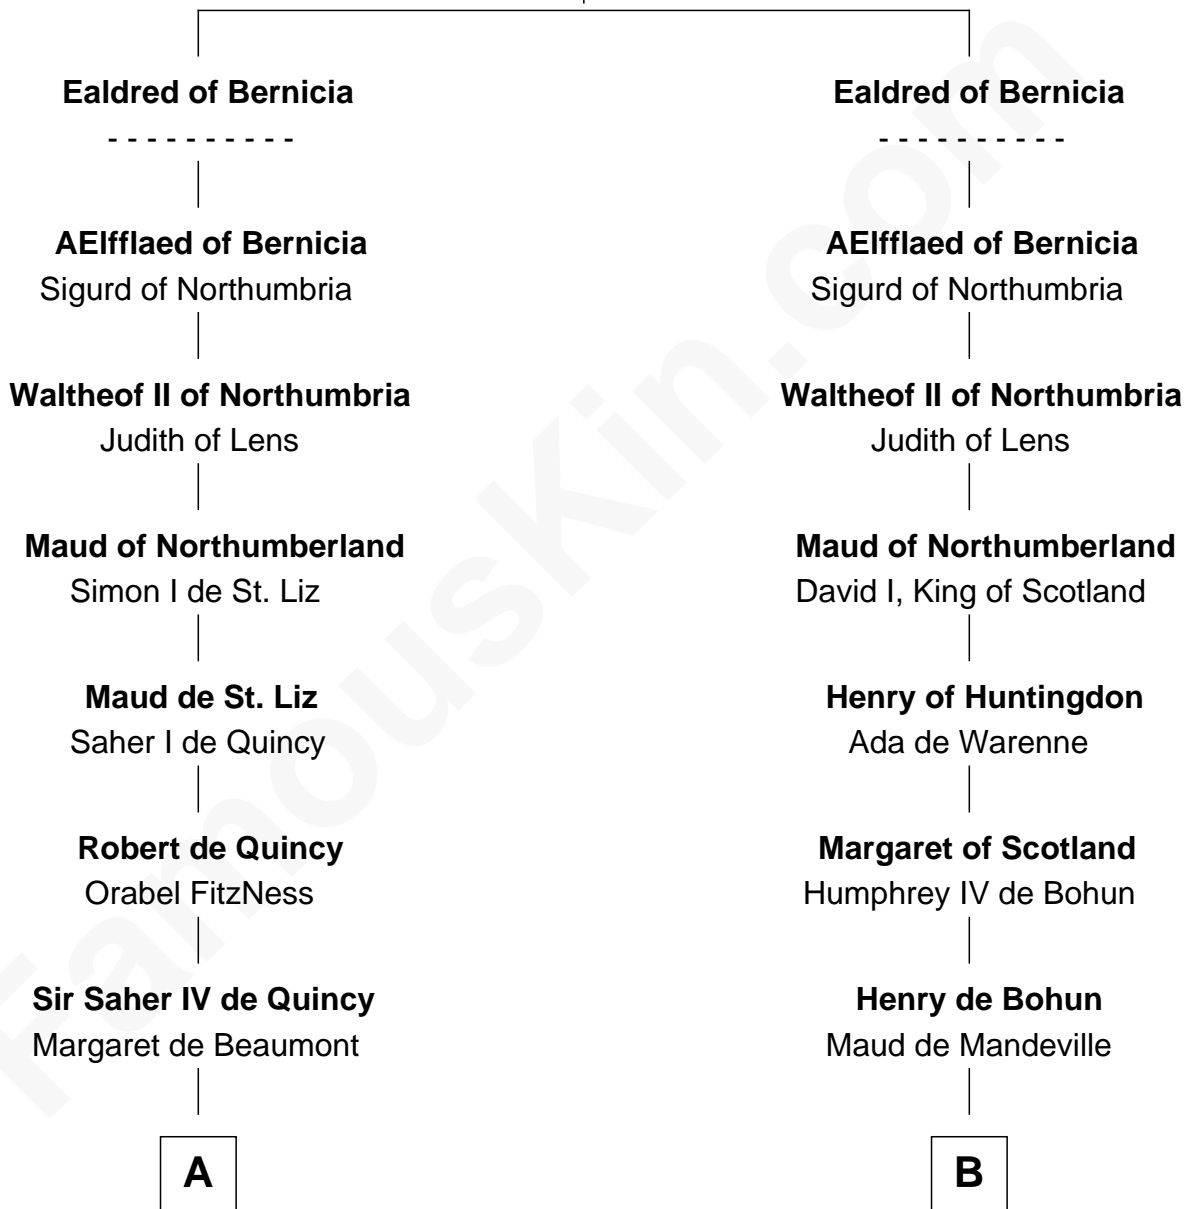 Ealdred of Bernicia
- - - - - - - - - -
AElfflaed of Bernicia
Sigurd of Northumbria
Waltheof II of Northumbria
Judith of Lens
Maud of Northumberland
Simon I de St. Liz
Maud de St. Liz
Saher I de Quincy
Robert de Quincy
Orabel FitzNess
Sir Saher IV de Quincy
Margaret de Beaumont
A
Ealdred of Bernicia
- - - - - - - - - -
AElfflaed of Bernicia
Sigurd of Northumbria
Waltheof II of Northumbria
Judith of Lens
Maud of Northumberland
David I, King of Scotland
Henry of Huntingdon
Ada de Warenne
Margaret of Scotland
Humphrey IV de Bohun
Henry de Bohun
Maud de Mandeville
B
FamousKin.com